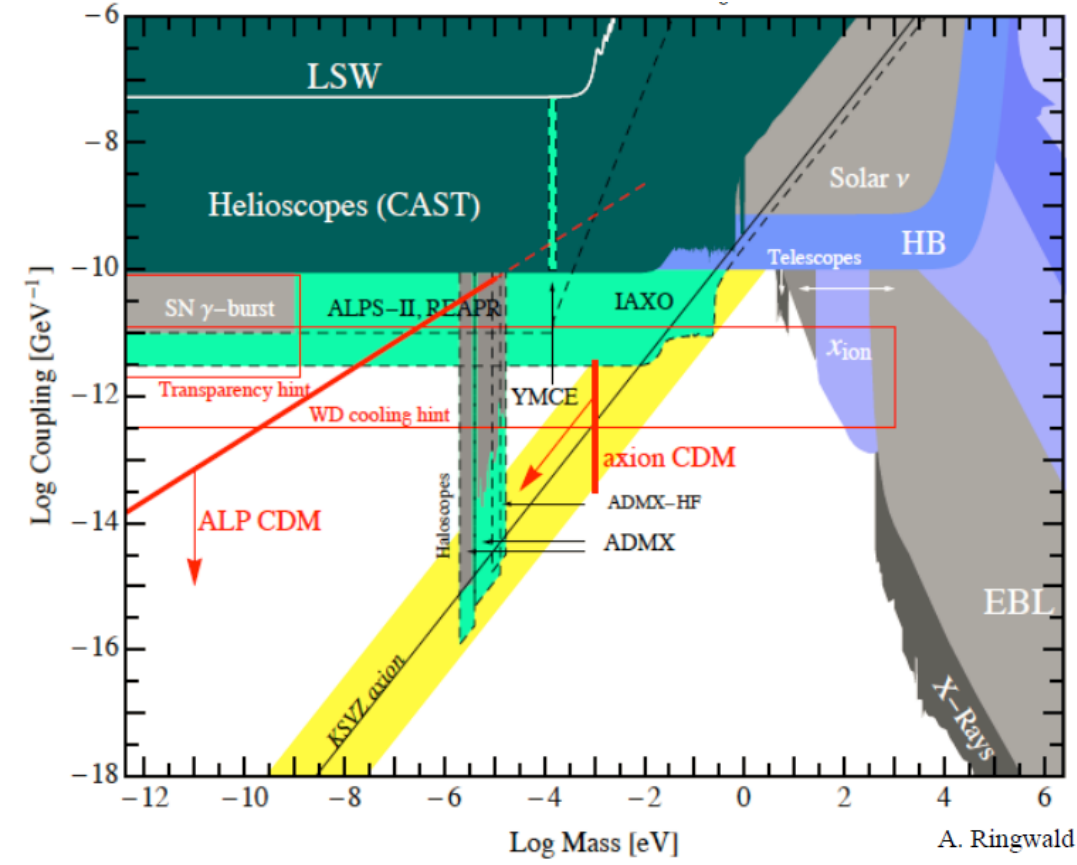 −6
−8
−10
−12
−14
−16
−18
Log Coupling [GeV−1]
LSW
Helioscopes (CAST)
Solar ν
HB
Telescopes
SN γ−burst
ALPS−II, REAPR
IAXO
xion
Transparency hint
YMCE
WD cooling hint
axion CDM
Haloscopes
ADMX−HF
ALP CDM
ADMX
EBL
X−Rays
KSVZ axion
−12 −10 −8 −6 −4 −2 0 2 4 6
Log Mass [eV]
A. Ringwald